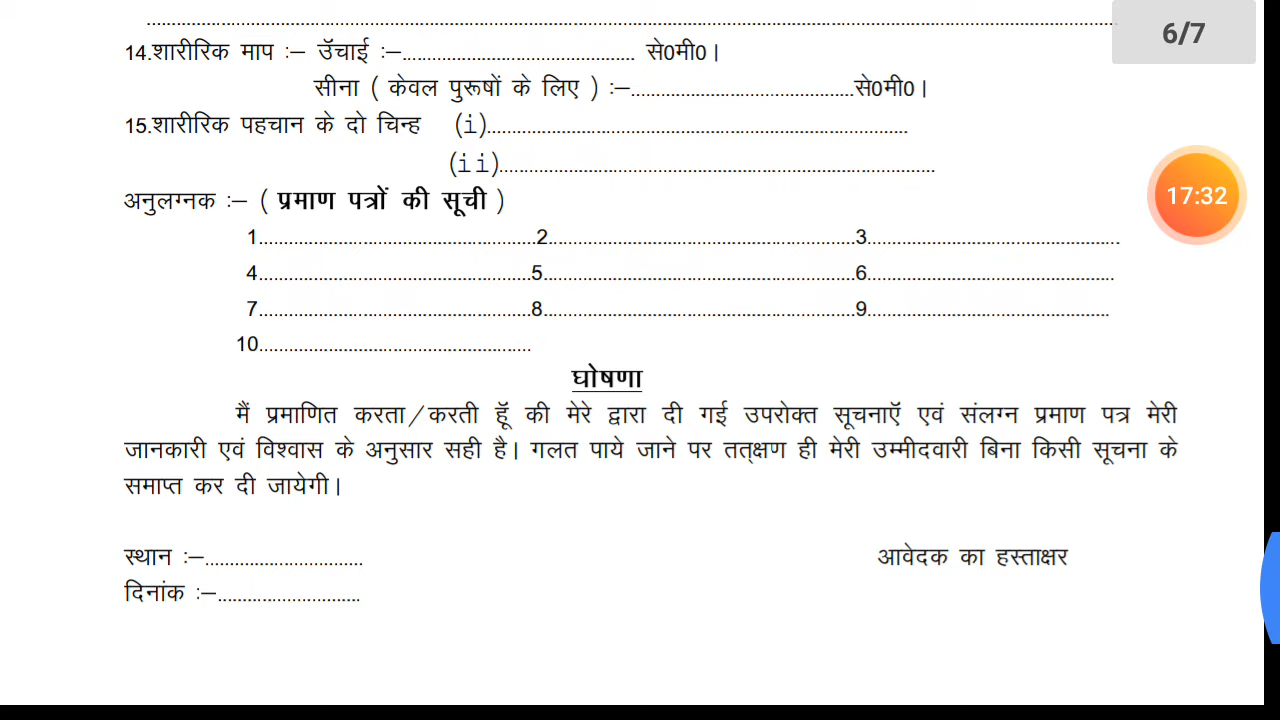 6/7
14.शारीरिक माप :– उॅचाई :–............................................... से0मी0।
सीना ( केवल पुरूषों के लिए ) :–.............................................से0मी0।
15.शारीरिक पहचान के दो चिन्ह (i).....................................................................................
(ii)........................................................................................
17:32
अनुलग्नक :– ( प्रमाण पत्रों की सूची )
1.........................................................2...............................................................3...................................................
4.......................................................5...............................................................6..................................................
7.......................................................8...............................................................9.................................................
10.......................................................
घोषणा
मैं प्रमाणित करता/करती हूॅ की मेरे द्वारा दी गई उपरोक्त सूचनाऍ एवं संलग्न प्रमाण पत्र मेरी
जानकारी एवं विश्वास के अनुसार सही है। गलत पाये जाने पर तत्क्षण ही मेरी उम्मीदवारी बिना किसी सूचना के
समाप्त कर दी जायेगी।
स्थान :–................................ आवेदक का हस्ताक्षर
दिनांक :–.............................